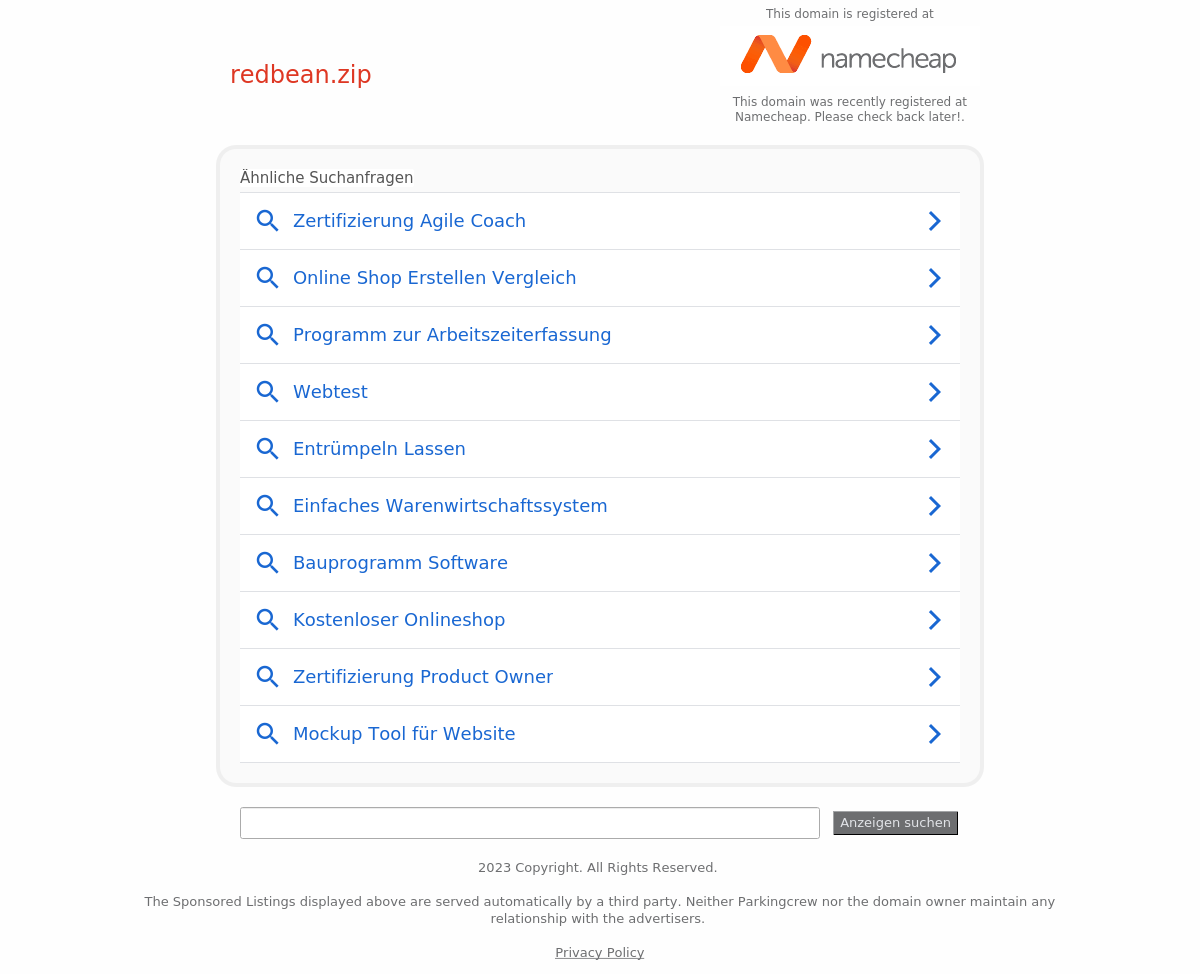 This domain is registered at
namecheap
redbean.zip
This domain was recently registered at
Namecheap. Please check back later!.
Ähnliche Suchanfragen
Zertifizierung Agile Coach
Online Shop Erstellen Vergleich
Programm zur Arbeitszeiterfassung
Webtest
Entrümpeln Lassen
Einfaches Warenwirtschaftssystem
Bauprogramm Software
Kostenloser Onlineshop
Zertifizierung Product Owner
Mockup Tool für Website
Anzeigen suchen
2023 Copyright. All Rights Reserved.
The Sponsored Listings displayed above are served automatically by a third party. Neither Parkingcrew nor the domain owner maintain any
relationship with the advertisers.
Privacy Policy